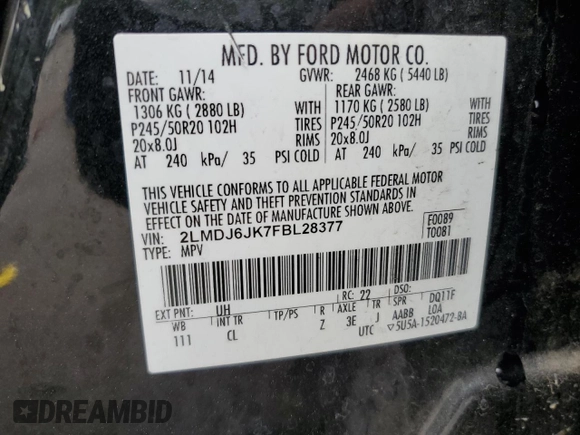 MFD. BY FORD MOTOR CO.
DATE: 11/14 GVWR: 2468 KG ( 5440 LB)
FRONT GAWR: REAR GAWR:
1306 KG ( 2880 LB) WITH 1170 KG ( 2580 LB) WITH
P245/50R20 102H TIRES P245/50R20 102H TIRES
20x8.0J RIMS 20x8.0J RIMS
AT 240 kPa/ 35 PSI COLD AT 240 kPa/ 35 PSI COLD
THIS VEHICLE CONFORMS TO ALL APPLICABLE FEDERAL MOTOR
VEHICLE SAFETY AND THEFT PREVENTION STANDARDS IN
EFFECT ON THE DATE OF MANUFACTURE SHOWN ABOVE.
VIN: 2LMDJ6JK7FBL28377 F0089
TYPE: MPV T0081
RC: 22 DSO:
EXT PNT: UH DQ11F
WB INT TR TP/PS R AXLE TR SPR
111 CL Z 3E J AABB LOA
UTC ▽5U5A-1520472-BA
DREAMBID